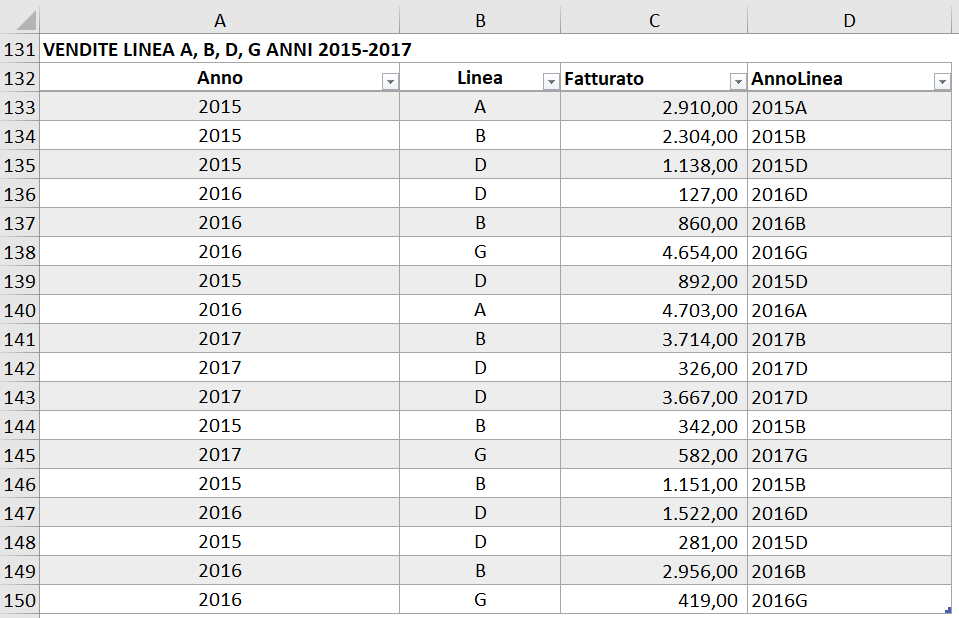 A B C D
131 VENDITE LINEA A, B, D, G ANNI 2015-2017
132 Anno Linea Fatturato AnnoLinea
133 2015 A 2.910,00 2015A
134 2015 B 2.304,00 2015B
135 2015 D 1.138,00 2015D
136 2016 D 127,00 2016D
137 2016 B 860,00 2016B
138 2016 G 4.654,00 2016G
139 2015 D 892,00 2015D
140 2016 A 4.703,00 2016A
141 2017 B 3.714,00 2017B
142 2017 D 326,00 2017D
143 2017 D 3.667,00 2017D
144 2015 B 342,00 2015B
145 2017 G 582,00 2017G
146 2015 B 1.151,00 2015B
147 2016 D 1.522,00 2016D
148 2015 D 281,00 2015D
149 2016 B 2.956,00 2016B
150 2016 G 419,00 2016G